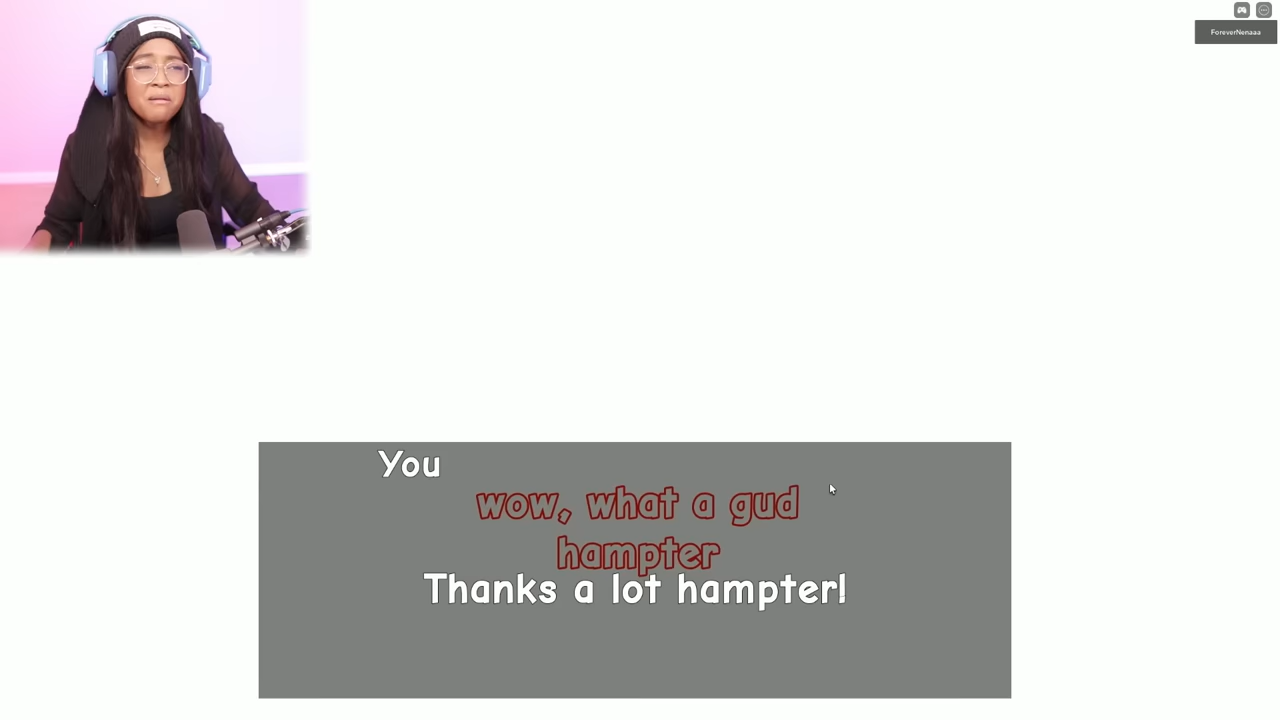 ForeverNenaaa
You
wow, what a gud
hampter
Thanks a lot hampter!